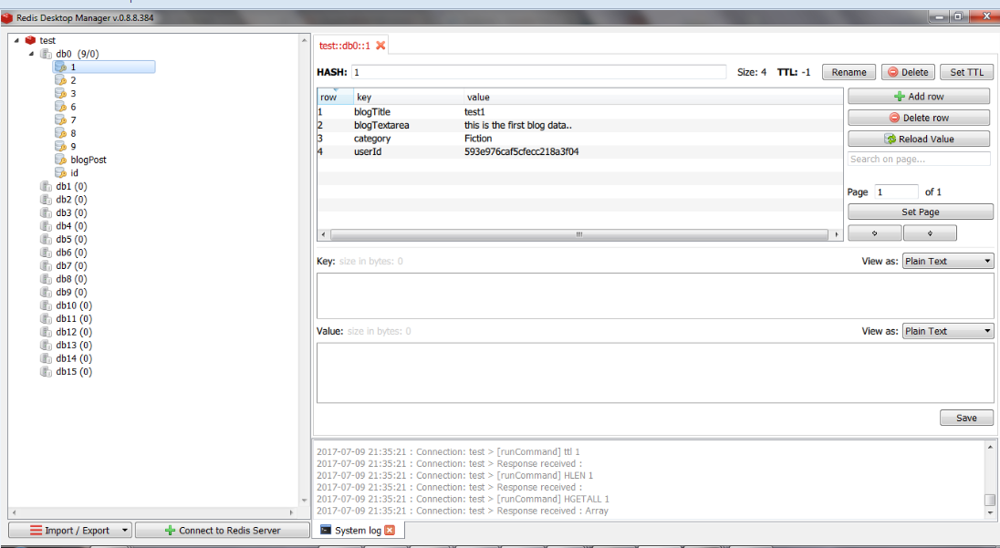 Redis Desktop Manager v.0.8.8.384
test
db0 (9/0)
1
2
3
6
7
8
9
blogPost
id
db1 (0)
db2 (0)
db3 (0)
db4 (0)
db5 (0)
db6 (0)
db7 (0)
db8 (0)
db9 (0)
db10 (0)
db11 (0)
db12 (0)
db13 (0)
db14 (0)
db15 (0)
Import / Export
Connect to Redis Server
test::db0::1
HASH: 1 Size: 4 TTL: -1 Rename Delete Set TTL
row key value
1 blogTitle test1
2 blogTextarea this is the first blog data..
3 category Fiction
4 userId 593e976caf5cfecc218a3f04
Add row
Delete row
Reload Value
Search on page...
Page 1 of 1
Set Page
Key: size in bytes: 0 View as: Plain Text
Value: size in bytes: 0 View as: Plain Text
Save
2017-07-09 21:35:21 : Connection: test > [runCommand] ttl 1
2017-07-09 21:35:21 : Connection: test > Response received :
2017-07-09 21:35:21 : Connection: test > [runCommand] HLEN 1
2017-07-09 21:35:21 : Connection: test > Response received :
2017-07-09 21:35:21 : Connection: test > [runCommand] HGETALL 1
2017-07-09 21:35:21 : Connection: test > Response received : Array
System log